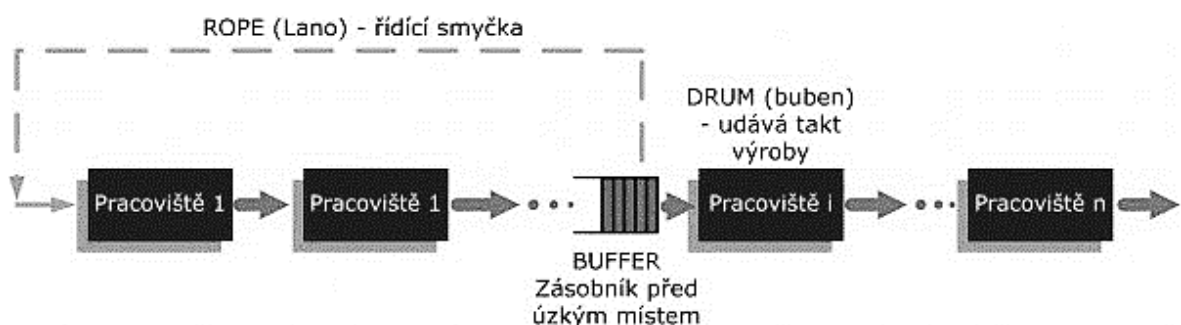 ROPE (Lano) - řídící smyčka
DRUM (buben)
- udává takt
výroby
Pracoviště 1
Pracoviště 1
Pracoviště i
Pracoviště n
BUFFER
Zásobník před
úzkým místem